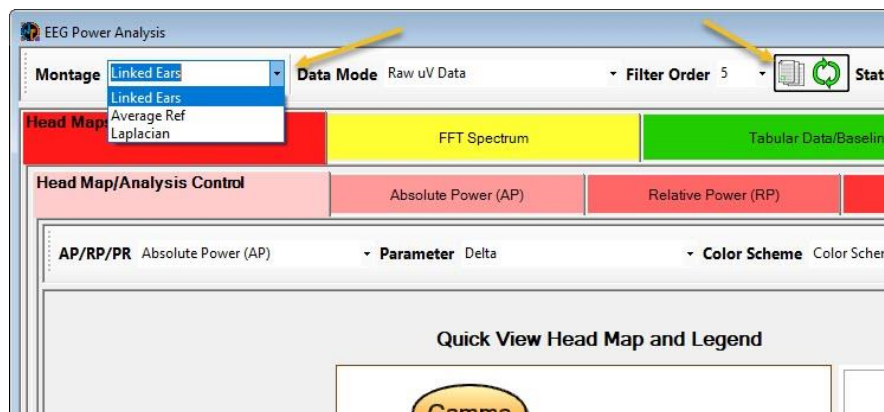 EEG Power Analysis
Montage Linked Ears Data Mode Raw uV Data Filter Order 5 Stat
Linked Ears
Average Ref
Laplacian
Head Maps FFT Spectrum Tabular Data/Baselin
Head Map/Analysis Control Absolute Power (AP) Relative Power (RP)
AP/RP/PR Absolute Power (AP) Parameter Delta Color Scheme Color Scher
Quick View Head Map and Legend
Gamma